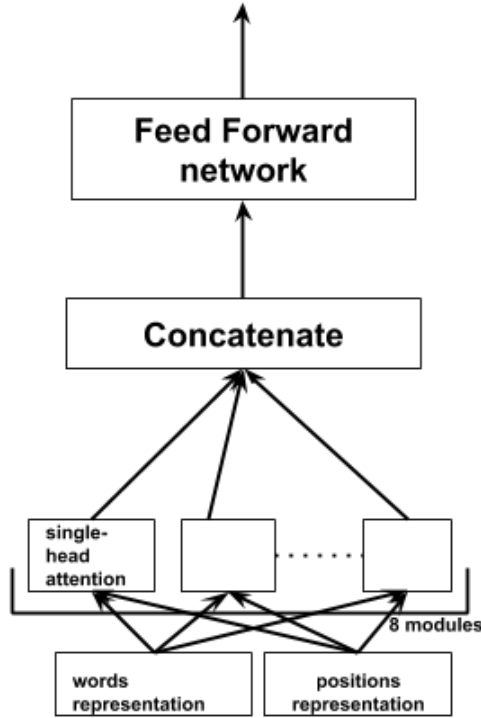 Feed Forward
network
Concatenate
single-
head
attention
8 modules
words
representation
positions
representation